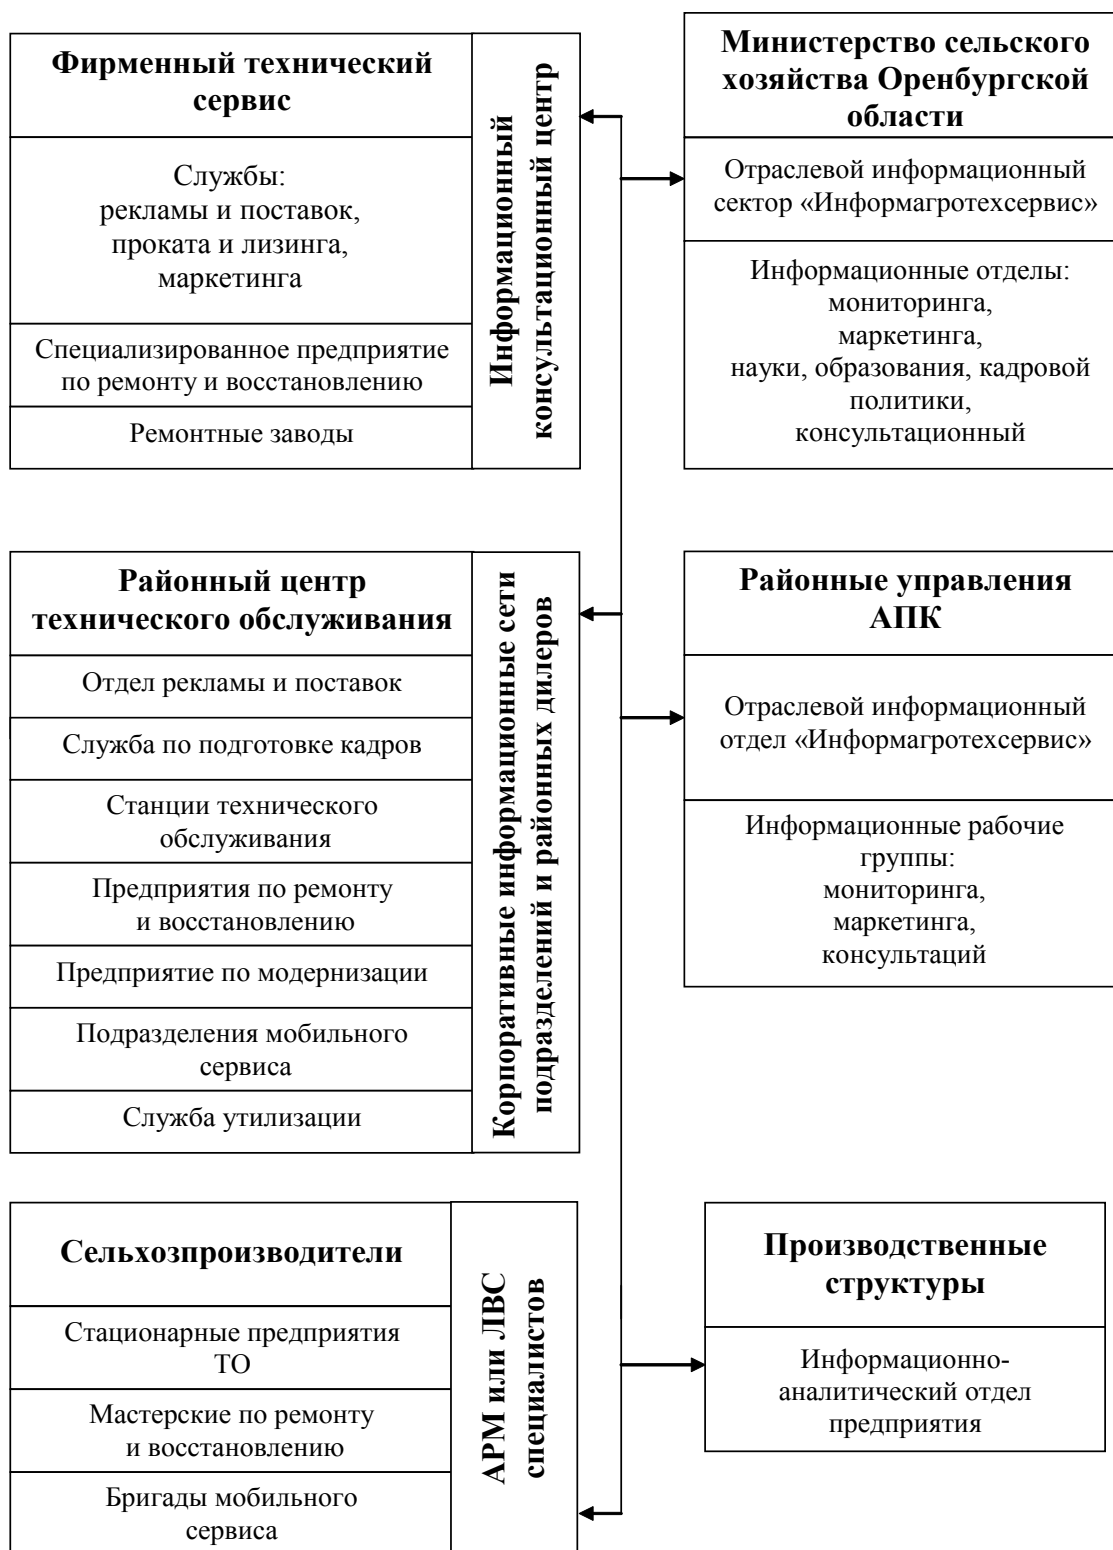 Фирменный технический
сервис
Службы:
рекламы и поставок,
проката и лизинга,
маркетинга
Специализированное предприятие
по ремонту и восстановлению
Ремонтные заводы
Информационный
консультационный центр
Министерство сельского
хозяйства Оренбургской
области
Отраслевой информационный
сектор «Информагротехсервис»
Информационные отделы:
мониторинга,
маркетинга,
науки, образования, кадровой
политики,
консультационный
Районный центр
технического обслуживания
Отдел рекламы и поставок
Служба по подготовке кадров
Станции технического
обслуживания
Предприятия по ремонту
и восстановлению
Предприятие по модернизации
Подразделения мобильного
сервиса
Служба утилизации
Корпоративные информационные сети
подразделений и районных дилеров
Районные управления
АПК
Отраслевой информационный
отдел «Информагротехсервис»
Информационные рабочие
группы:
мониторинга,
маркетинга,
консультаций
Сельхозпроизводители
Стационарные предприятия
ТО
Мастерские по ремонту
и восстановлению
Бригады мобильного
сервиса
АРМ или ЛВС
специалистов
Производственные
структуры
Информационно-
аналитический отдел
предприятия